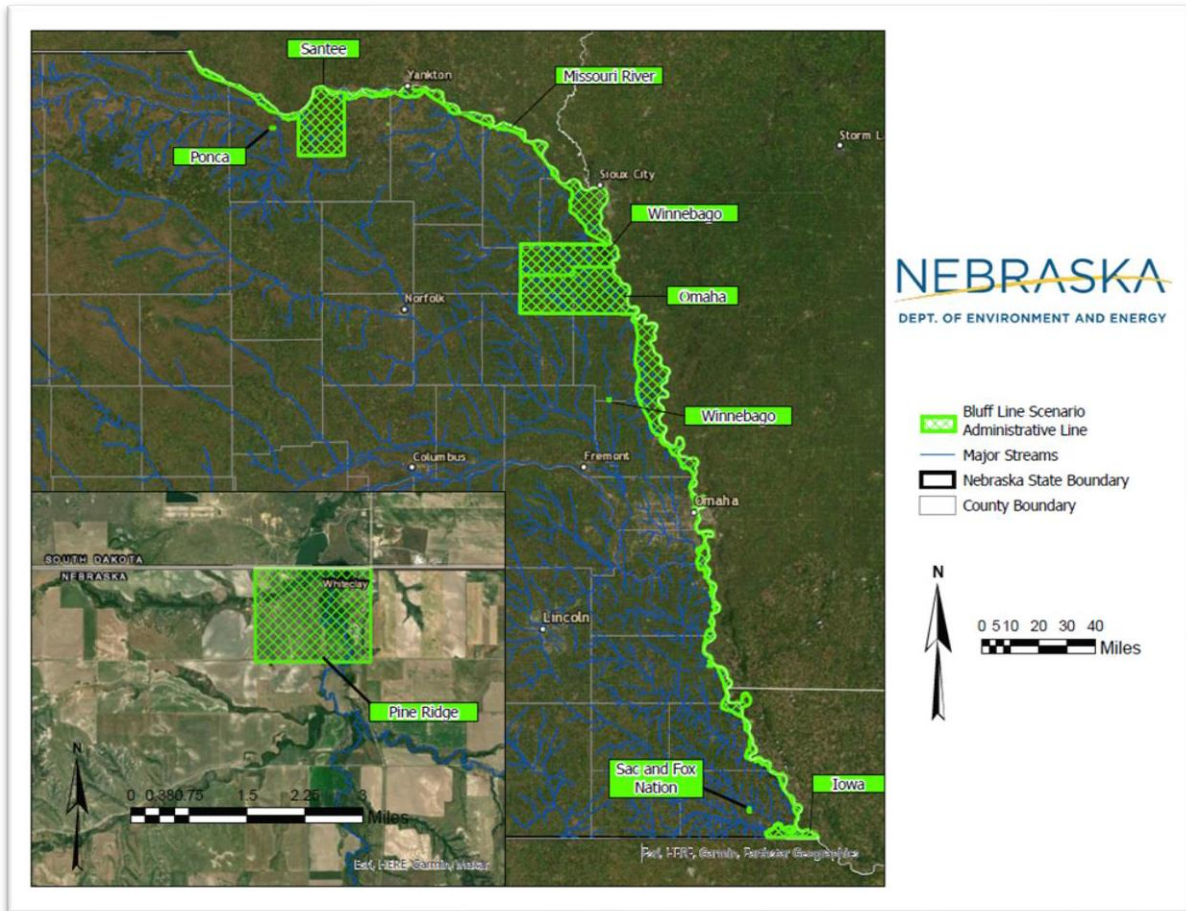 Santee
Yankton
Missouri River
Storm L
Ponca
Sioux City
Winnebago
Omaha
Norfolk
Winnebago
Columbus
Fremont
Omaha
Lincoln
Sac and Fox
Nation
Iowa
Esri, HERE, Garmin, Earthstar Geographics
SOUTH DAKOTA
NEBRASKA
Whiteclay
Pine Ridge
N
0 0.38 0.75 1.5 2.25 3
Miles
Esri, HERE, Garmin, Maxar
NEBRASKA
DEPT. OF ENVIRONMENT AND ENERGY
Bluff Line Scenario
Administrative Line
Major Streams
Nebraska State Boundary
County Boundary
N
0 5 10 20 30 40
Miles